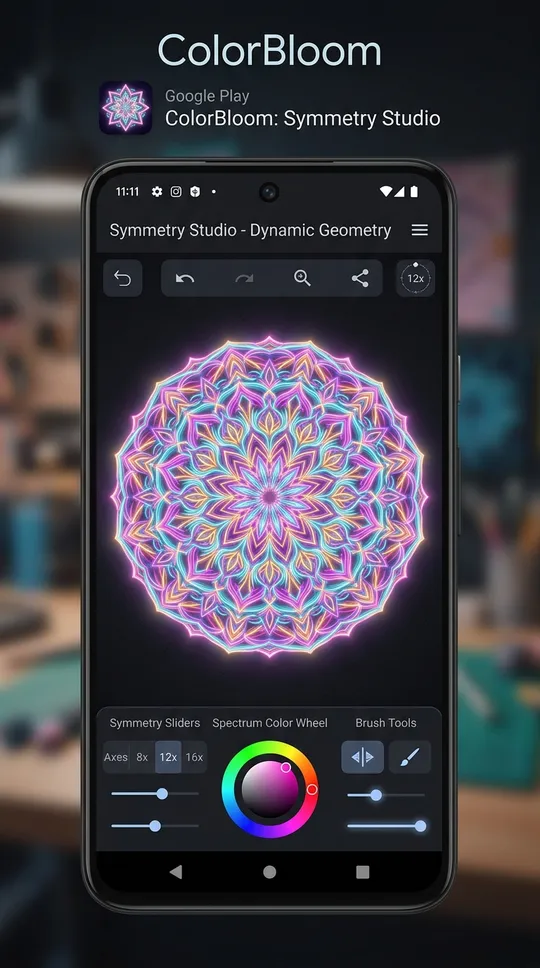 ColorBloom
Google Play
ColorBloom: Symmetry Studio
11:11
Symmetry Studio - Dynamic Geometry
12x
Symmetry Sliders Spectrum Color Wheel Brush Tools
Axes 8x 12x 16x